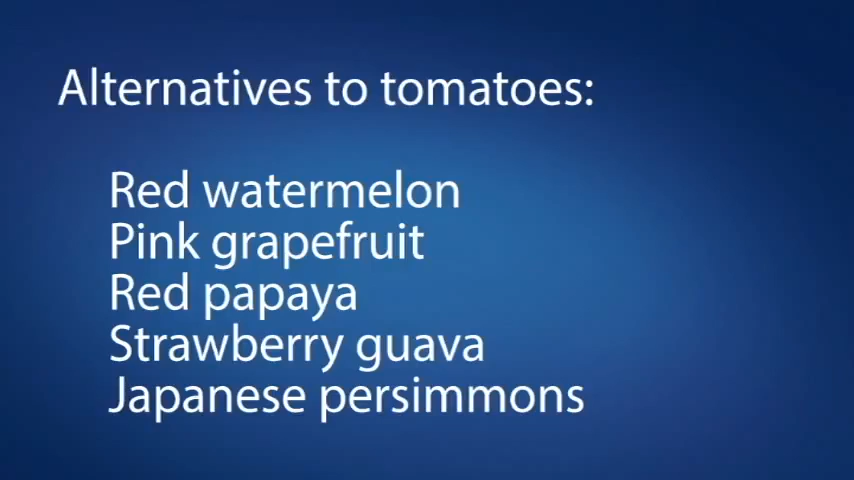 Alternatives to tomatoes:
Red watermelon
Pink grapefruit
Red papaya
Strawberry guava
Japanese persimmons